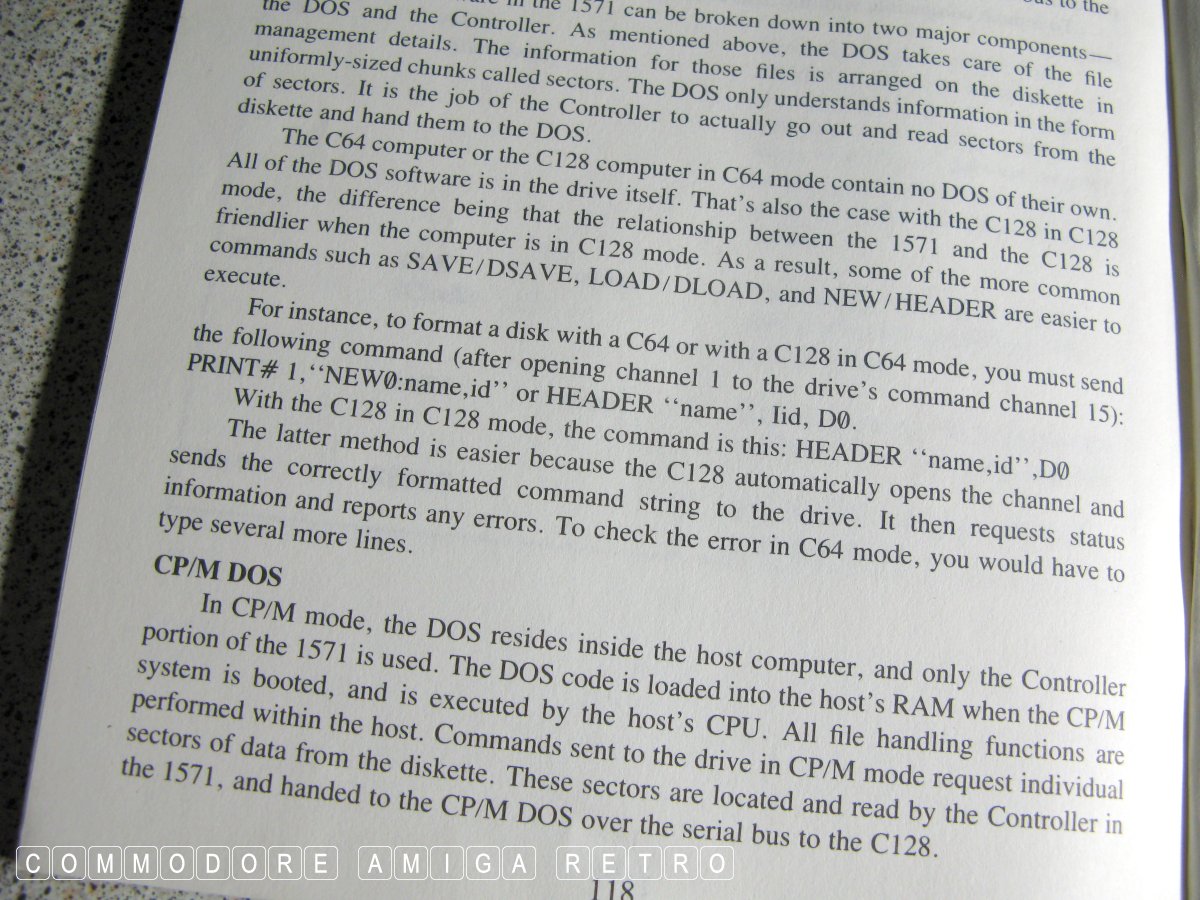 in the 1571 can be broken down into two major components—
the DOS and the Controller. As mentioned above, the DOS takes care of the file
management details. The information for those files is arranged on the diskette in
uniformly-sized chunks called sectors. The DOS only understands information in the form
of sectors. It is the job of the Controller to actually go out and read sectors from the
diskette and hand them to the DOS.
The C64 computer or the C128 computer in C64 mode contain no DOS of their own.
All of the DOS software is in the drive itself. That's also the case with the C128 in C128
mode, the difference being that the relationship between the 1571 and the C128 is
friendlier when the computer is in C128 mode. As a result, some of the more common
commands such as SAVE/DSAVE, LOAD/DLOAD, and NEW/HEADER are easier to
execute.
For instance, to format a disk with a C64 or with a C128 in C64 mode, you must send
the following command (after opening channel 1 to the drive's command channel 15):
PRINT# 1,‘‘NEW0:name,id’’ or HEADER ‘‘name’’, Iid, D0.
With the C128 in C128 mode, the command is this: HEADER ‘‘name,id’’,D0
The latter method is easier because the C128 automatically opens the channel and
sends the correctly formatted command string to the drive. It then requests status
information and reports any errors. To check the error in C64 mode, you would have to
type several more lines.
CP/M DOS
In CP/M mode, the DOS resides inside the host computer, and only the Controller
portion of the 1571 is used. The DOS code is loaded into the host's RAM when the CP/M
system is booted, and is executed by the host's CPU. All file handling functions are
performed within the host. Commands sent to the drive in CP/M mode request individual
sectors of data from the diskette. These sectors are located and read by the Controller in
the 1571, and handed to the CP/M DOS over the serial bus to the C128.
COMMODORE AMIGA RETRO
118